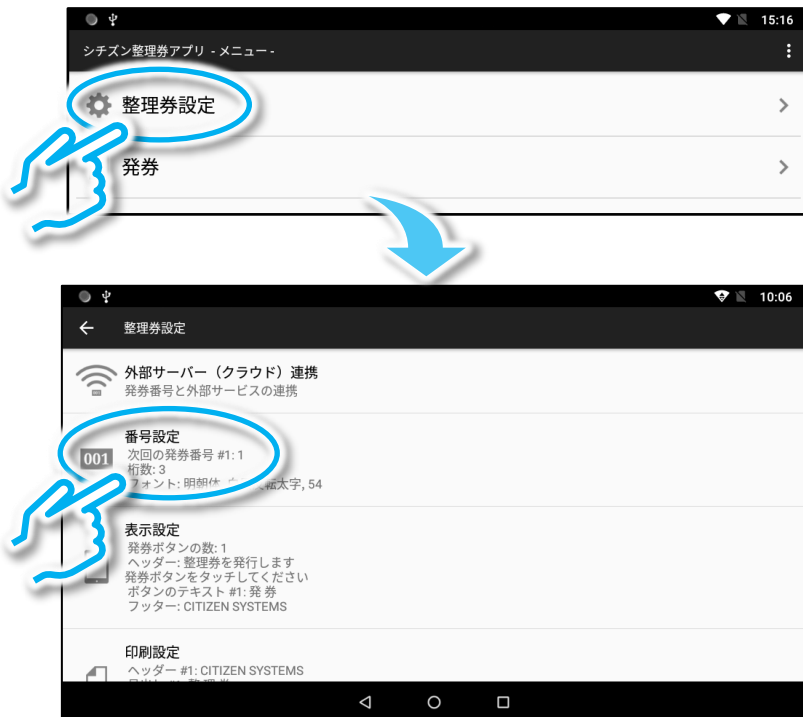 15:16
シチズン整理券アプリ - メニュー -
整理券設定
発券
10:06
整理券設定
外部サーバー（クラウド）連携
発券番号と外部サービスの連携
001
番号設定
次回の発券番号 #1: 1
桁数: 3
フォント: 明朝体, 転太字, 54
表示設定
発券ボタンの数: 1
ヘッダー: 整理券を発行します
発券ボタンをタッチしてください
ボタンのテキスト #1: 発 券
フッター: CITIZEN SYSTEMS
印刷設定
ヘッダー #1: CITIZEN SYSTEMS